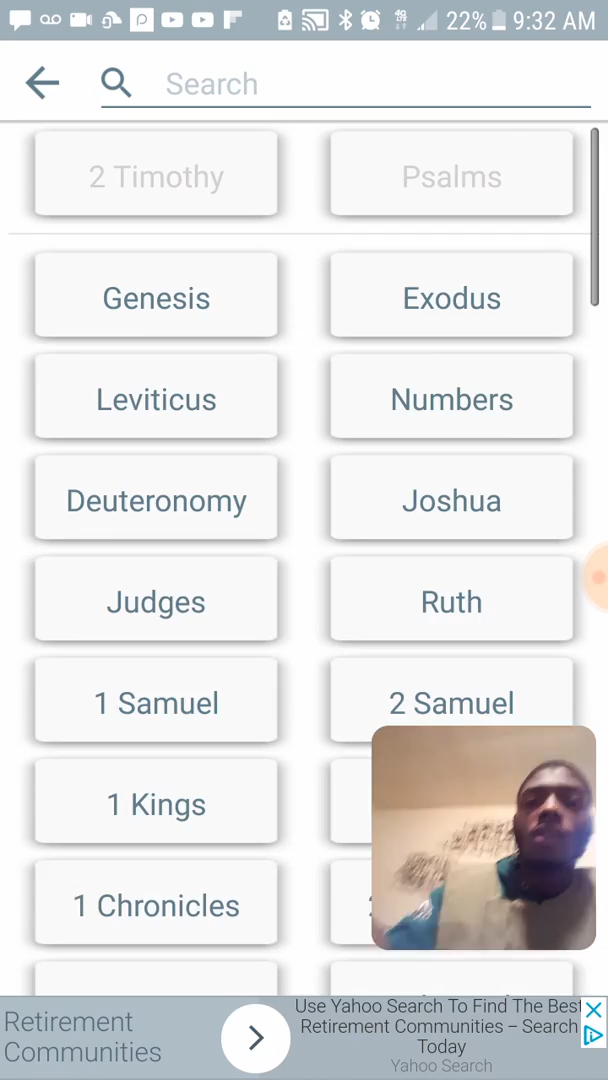 22% 9:32 AM
Search
2 Timothy Psalms
Genesis Exodus
Leviticus Numbers
Deuteronomy Joshua
Judges Ruth
1 Samuel 2 Samuel
1 Kings
1 Chronicles
Retirement
Communities
Use Yahoo Search To Find The Best
Retirement Communities – Search
Today
Yahoo Search